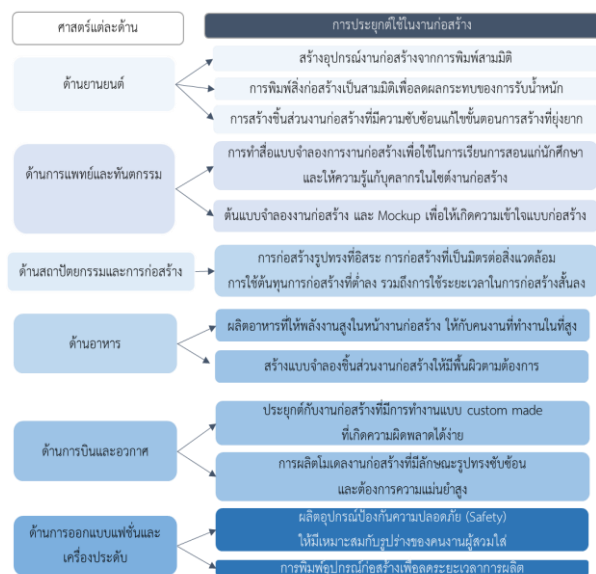 ศาสตร์แต่ละด้าน
การประยุกต์ใช้ในงานก่อสร้าง
ด้านยานยนต์
สร้างอุปกรณ์งานก่อสร้างจากการพิมพ์สามมิติ
การพิมพ์สิ่งก่อสร้างเป็นสามมิติเพื่อลดผลกระทบของการรับน้ำหนัก
การสร้างชิ้นส่วนงานก่อสร้างที่มีความซับซ้อนแก้ไขขั้นตอนการสร้างที่ยุ่งยาก
ด้านการแพทย์และทันตกรรม
การทำสื่อแบบจำลองการงานก่อสร้างเพื่อใช้ในการเรียนการสอนแก่นักศึกษา
และให้ความรู้แก่บุคลากรในไซต์งานก่อสร้าง
ต้นแบบจำลองงานก่อสร้าง และ Mockup เพื่อให้เกิดความเข้าใจแบบก่อสร้าง
ด้านสถาปัตยกรรมและการก่อสร้าง
การก่อสร้างรูปทรงที่อิสระ การก่อสร้างที่เป็นมิตรต่อสิ่งแวดล้อม
การใช้ต้นทุนการก่อสร้างที่ต่ำลง รวมถึงการใช้ระยะเวลาในการก่อสร้างสั้นลง
ด้านอาหาร
ผลิตอาหารที่ให้พลังงานสูงในหน้างานก่อสร้าง ให้กับคนงานที่ทำงานในที่สูง
สร้างแบบจำลองชิ้นส่วนงานก่อสร้างให้มีพื้นผิวตามต้องการ
ด้านการบินและอวกาศ
ประยุกต์กับงานก่อสร้างที่มีการทำงานแบบ custom made
ที่เกิดความผิดพลาดได้ง่าย
การผลิตโมเดลงานก่อสร้างที่มีลักษณะรูปทรงซับซ้อน
และต้องการความแม่นยำสูง
ด้านการออกแบบแฟชั่นและ
เครื่องประดับ
ผลิตอุปกรณ์ป้องกันความปลอดภัย (Safety)
ให้มีเหมาะสมกับรูปร่างของคนงานผู้สวมใส่
การพิมพ์อุปกรณ์ก่อสร้างเพื่อลดระยะเวลาการผลิต